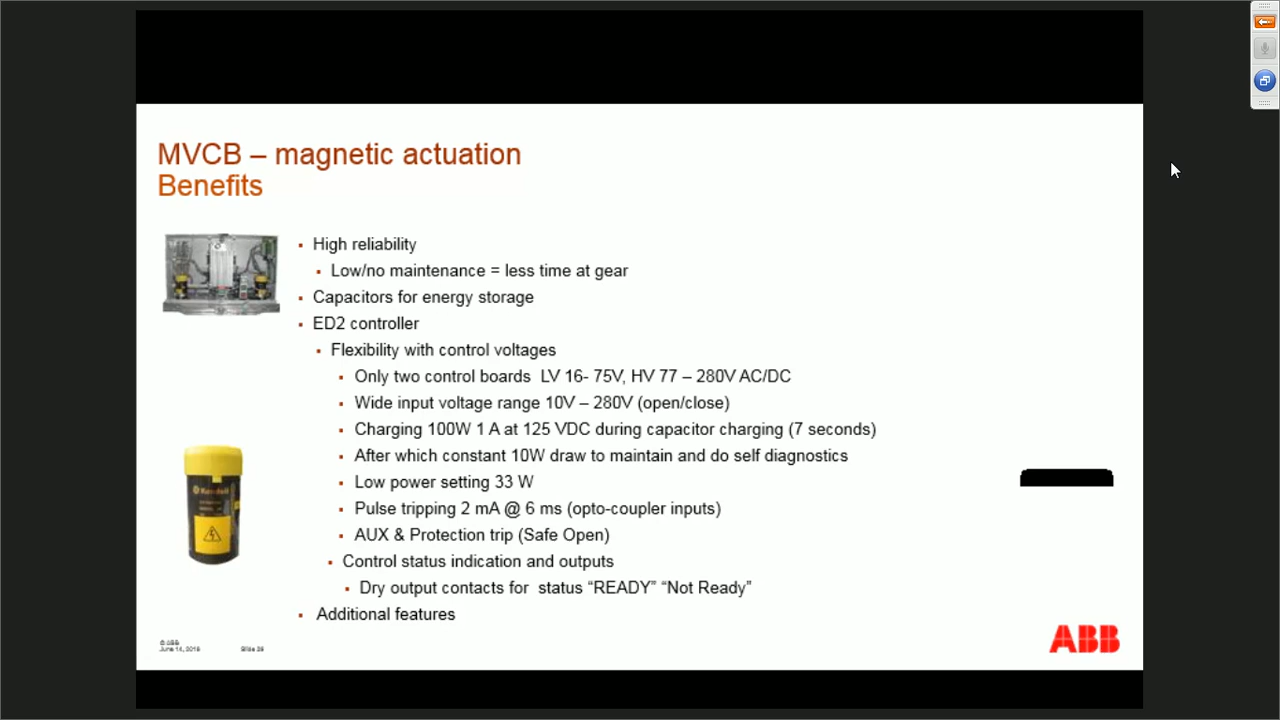 MVCB – magnetic actuation
Benefits
▪ High reliability
▪ Low/no maintenance = less time at gear
▪ Capacitors for energy storage
▪ ED2 controller
▪ Flexibility with control voltages
▪ Only two control boards LV 16- 75V, HV 77 – 280V AC/DC
▪ Wide input voltage range 10V – 280V (open/close)
▪ Charging 100W 1 A at 125 VDC during capacitor charging (7 seconds)
▪ After which constant 10W draw to maintain and do self diagnostics
▪ Low power setting 33 W
▪ Pulse tripping 2 mA @ 6 ms (opto-coupler inputs)
▪ AUX & Protection trip (Safe Open)
▪ Control status indication and outputs
▪ Dry output contacts for status “READY” “Not Ready”
▪ Additional features
© ABB
June 14, 2016 Slide
ABB